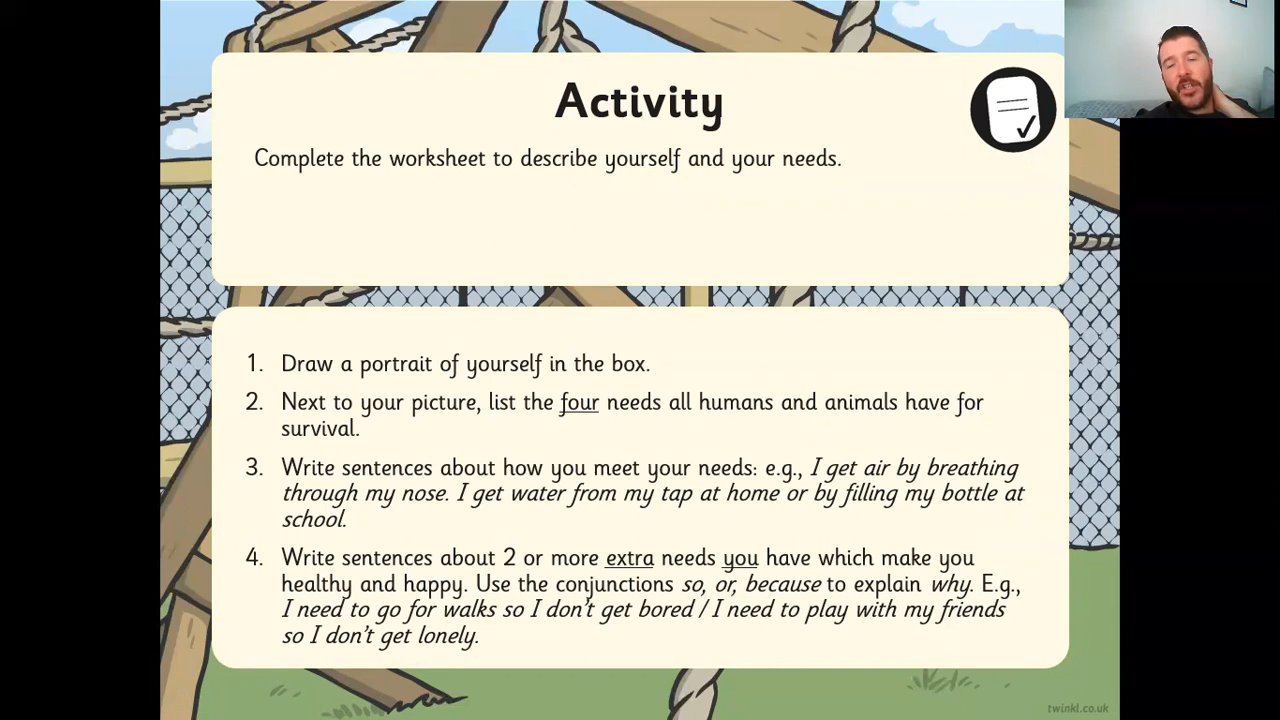 Activity
Complete the worksheet to describe yourself and your needs.
1. Draw a portrait of yourself in the box.
2. Next to your picture, list the four needs all humans and animals have for
survival.
3. Write sentences about how you meet your needs: e.g., I get air by breathing
through my nose. I get water from my tap at home or by filling my bottle at
school.
4. Write sentences about 2 or more extra needs you have which make you
healthy and happy. Use the conjunctions so, or, because to explain why. E.g.,
I need to go for walks so I don't get bored / I need to play with my friends
so I don't get lonely.
twinkl.co.uk